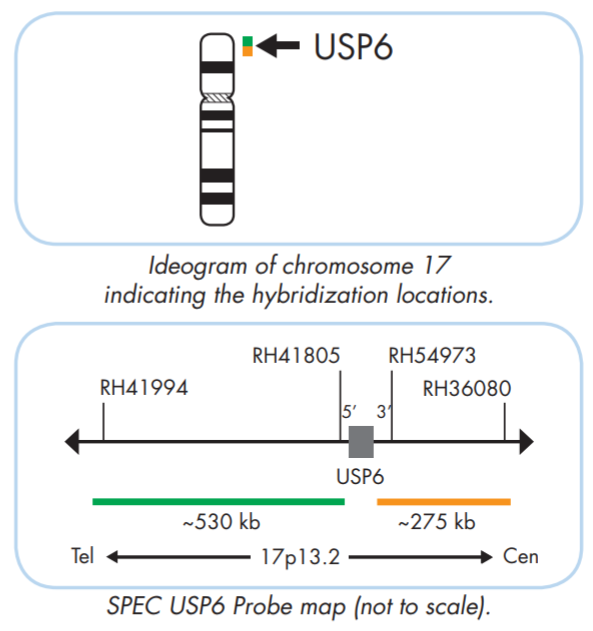 USP6
Ideogram of chromosome 17
indicating the hybridization locations.
RH41805 RH54973
RH41994 RH36080
5’ 3’
USP6
~530 kb ~275 kb
Tel 17p13.2 Cen
SPEC USP6 Probe map (not to scale).